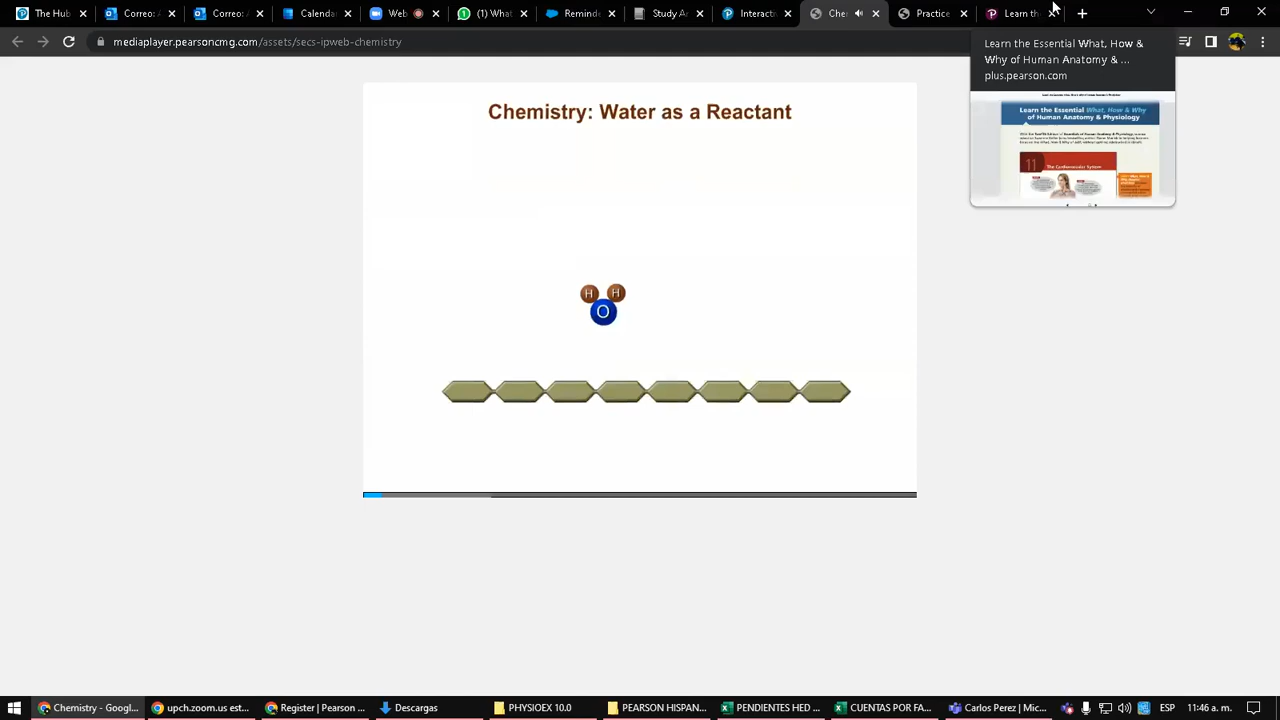 The Hub
Correo: A
Correo: A
Calenda
Web
(1) Wha
Remind
Study A
Interacti
Che
Practice
Learn th
mediaplayer.pearsoncmg.com/assets/secs-ipweb-chemistry
Learn the Essential What, How &
Why of Human Anatomy & ...
plus.pearson.com
Learn the Essential What, How & Why
of Human Anatomy & Physiology
11
The Cardiovascular System
Chemistry: Water as a Reactant
H
H
O
Chemistry - Googl...
upch.zoom.us est...
Register | Pearson ...
Descargas
PHYSIOEX 10.0
PEARSON HISPAN...
PENDIENTES HED ...
CUENTAS POR FA...
Carlos Perez | Mic...
ESP
11:46 a. m.